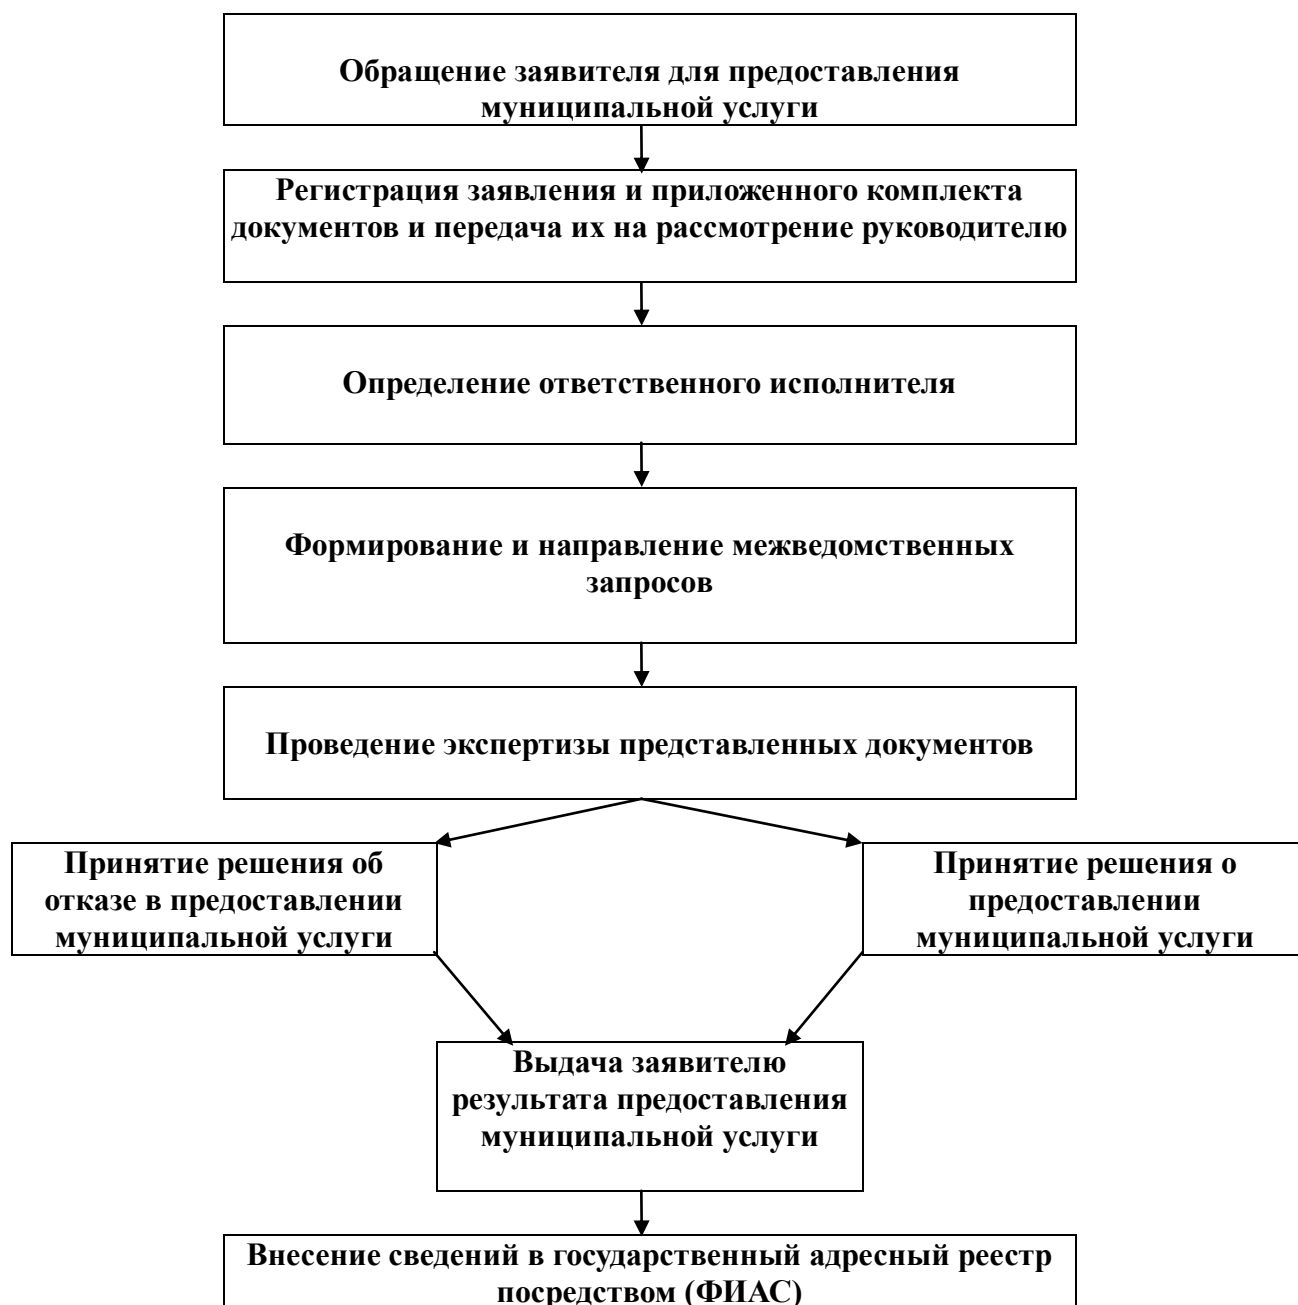 Обращение заявителя для предоставления
муниципальной услуги
Регистрация заявления и приложенного комплекта
документов и передача их на рассмотрение руководителю
Определение ответственного исполнителя
Формирование и направление межведомственных
запросов
Проведение экспертизы представленных документов
Принятие решения об
отказе в предоставлении
муниципальной услуги
Принятие решения о
предоставлении
муниципальной услуги
Выдача заявителю
результата предоставления
муниципальной услуги
Внесение сведений в государственный адресный реестр
посредством (ФИАС)